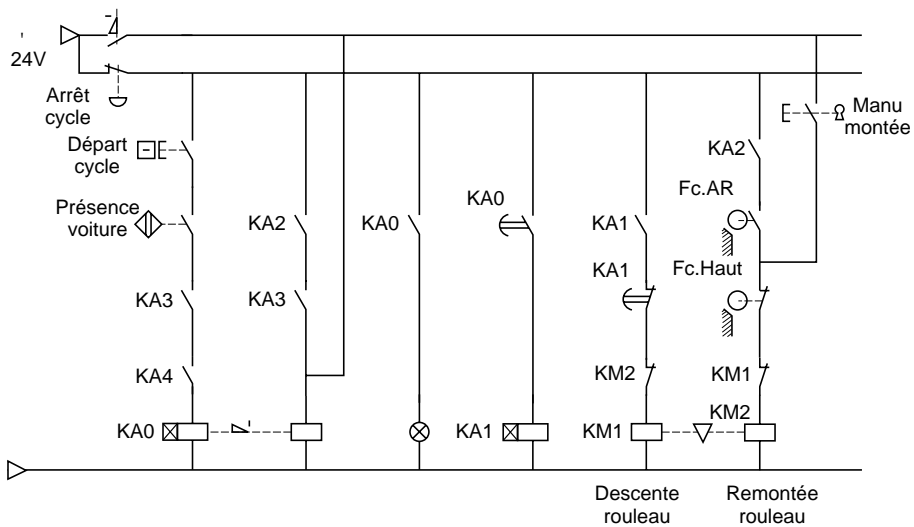 24V
Arrêt
cycle
Départ
cycle
Présence
voiture
KA3
KA4
KA0
KA2
KA3
KA0
KA0
KA1
KA1
KA1
KM2
KM1
KA2
Fc.AR
Fc.Haut
KM1
KM2
Manu
montée
Descente
rouleau
Remontée
rouleau